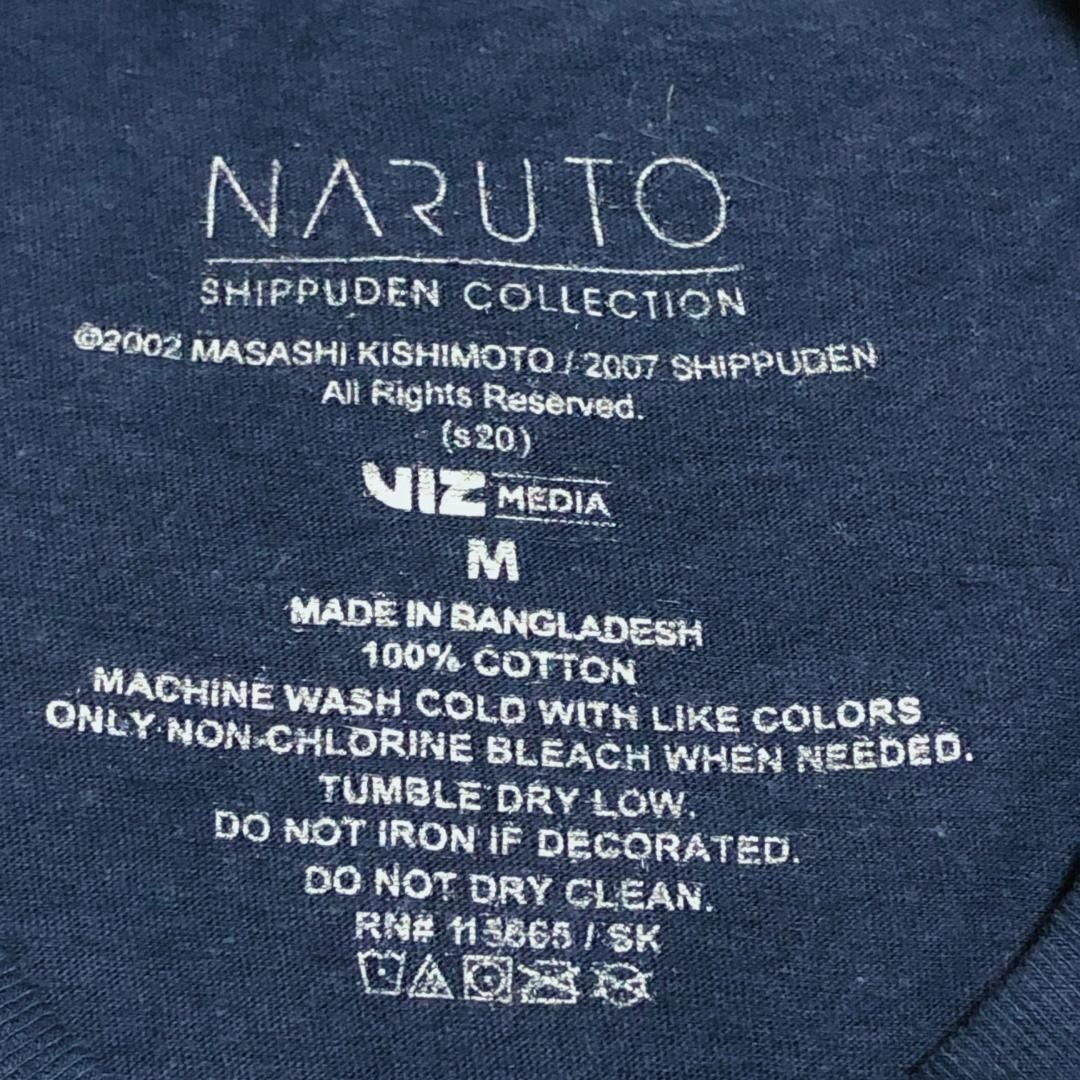 NARUTO
SHIPPUDEN COLLECTION
©2002 MASASHI KISHIMOTO / 2007 SHIPPUDEN
All Rights Reserved.
(s20)
VIZ MEDIA
M
MADE IN BANGLADESH
100% COTTON
MACHINE WASH COLD WITH LIKE COLORS
ONLY NON-CHLORINE BLEACH WHEN NEEDED.
TUMBLE DRY LOW.
DO NOT IRON IF DECORATED.
DO NOT DRY CLEAN.
RN# / SK